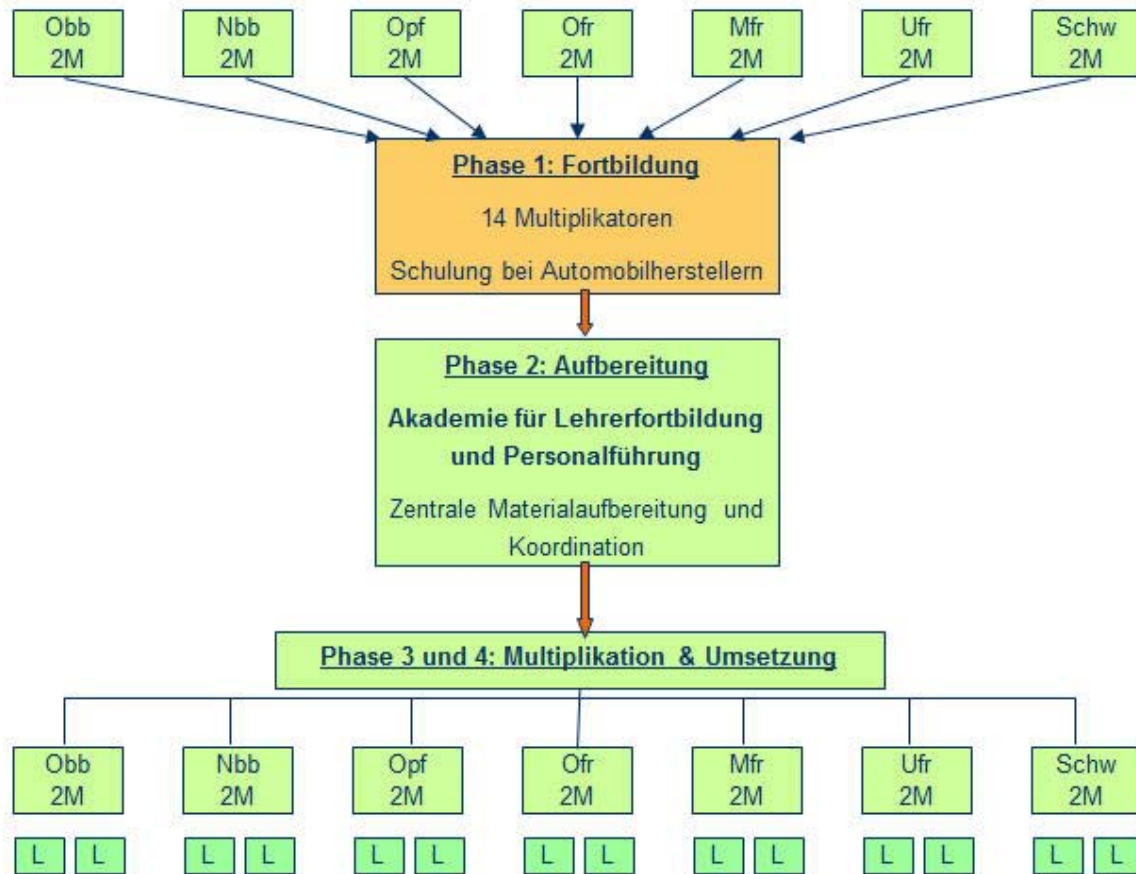 Obb Nbb Opf Ofr Mfr Ufr Schw
2M 2M 2M 2M 2M 2M 2M
Phase 1: Fortbildung
14 Multiplikatoren
Schulung bei Automobilherstellern
Phase 2: Aufbereitung
Akademie für Lehrerfortbildung
und Personalführung
Zentrale Materialaufbereitung und
Koordination
Phase 3 und 4: Multiplikation & Umsetzung
Obb Nbb Opf Ofr Mfr Ufr Schw
2M 2M 2M 2M 2M 2M 2M
L L L L L L L L L L L L L L